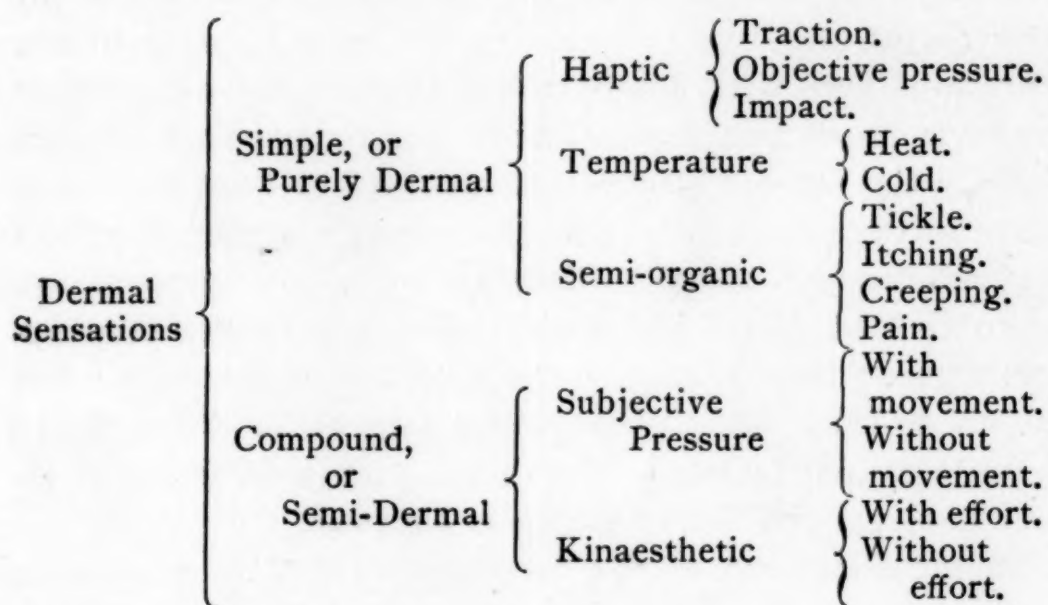 Dermal
Sensations
Simple, or
Purely Dermal
Haptic
Traction.
Objective pressure.
Impact.
Temperature
Heat.
Cold.
Semi-organic
Tickle.
Itching.
Creeping.
Pain.
Compound,
or
Semi-Dermal
Subjective
Pressure
With
movement.
Without
movement.
Kinaesthetic
With effort.
Without
effort.